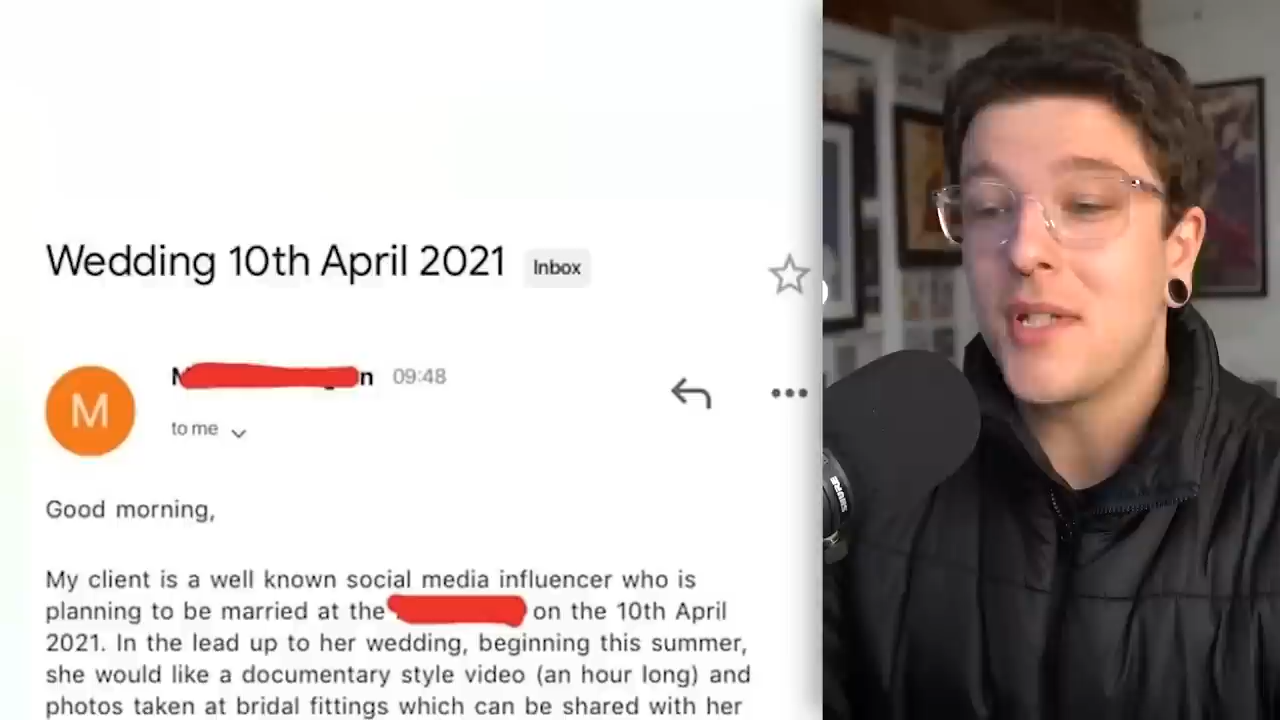 Wedding 10th April 2021 Inbox
09:48
M
to me
Good morning,
My client is a well known social media influencer who is
planning to be married at the on the 10th April
2021. In the lead up to her wedding, beginning this summer,
she would like a documentary style video (an hour long) and
photos taken at bridal fittings which can be shared with her
SHURE